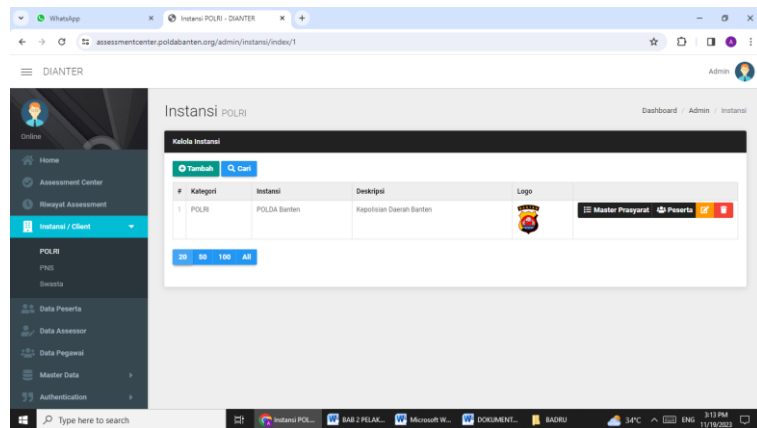 WhatsApp
Instansi POLRI - DIANTER
assessmentcenter.poldabanten.org/admin/instansi/index/1
DIANTER
Admin
Online
Instansi POLRI
Dashboard / Admin / Instansi
Home
Assessment Center
Riwayat Assessment
Instansi / Client
POLRI
PNS
Swasta
Data Peserta
Data Assessor
Data Pegawai
Master Data
Authentication
Kelola Instansi
Tambah Cari
# Kategori Instansi Deskripsi Logo
1 POLRI POLDA Banten Kepolisian Daerah Banten Master Prasyarat Peserta
20 50 100 All
Type here to search
Instansi POL... BAB 2 PELAK... Microsoft W... DOKUMENT... BADRU
34°C ENG 3:13 PM
11/19/2023